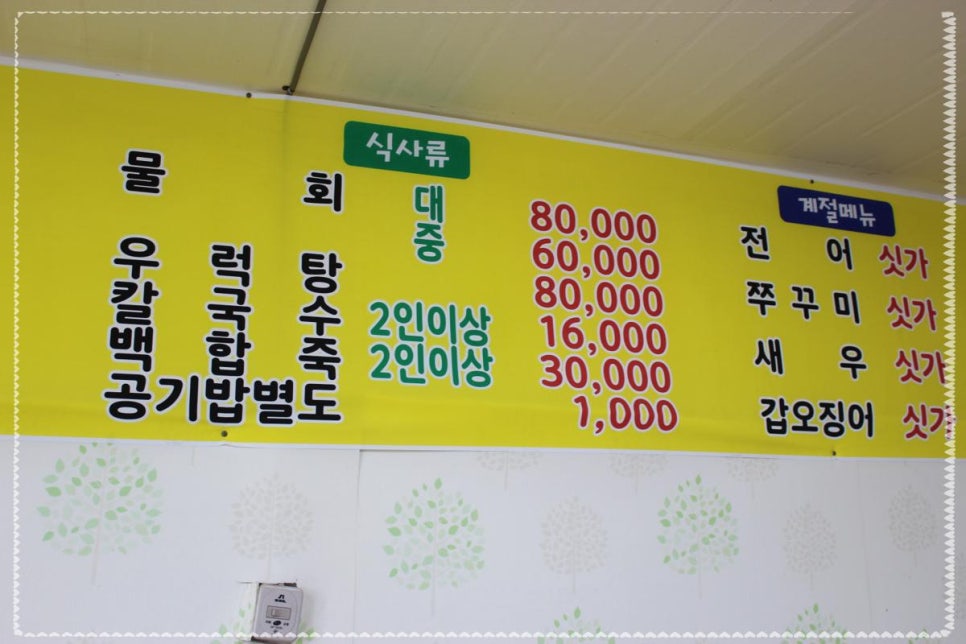 식사류
물 회 대 80,000
중 60,000
우 럭 탕 80,000
칼 국 수 2인이상 16,000
백 합 죽 2인이상 30,000
공기밥별도 1,000
계절메뉴
전 어 싯가
쭈 꾸 미 싯가
새 우 싯가
갑오징어 싯가